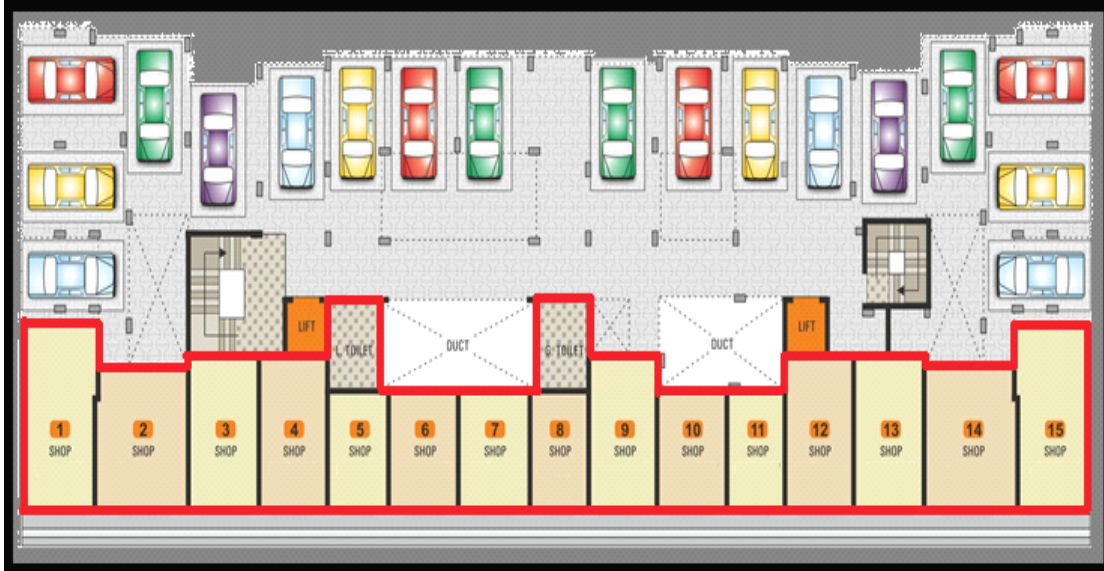 LIFT
L. TOILET
DUCT
G. TOILET
DUCT
LIFT
1
SHOP
2
SHOP
3
SHOP
4
SHOP
5
SHOP
6
SHOP
7
SHOP
8
SHOP
9
SHOP
10
SHOP
11
SHOP
12
SHOP
13
SHOP
14
SHOP
15
SHOP